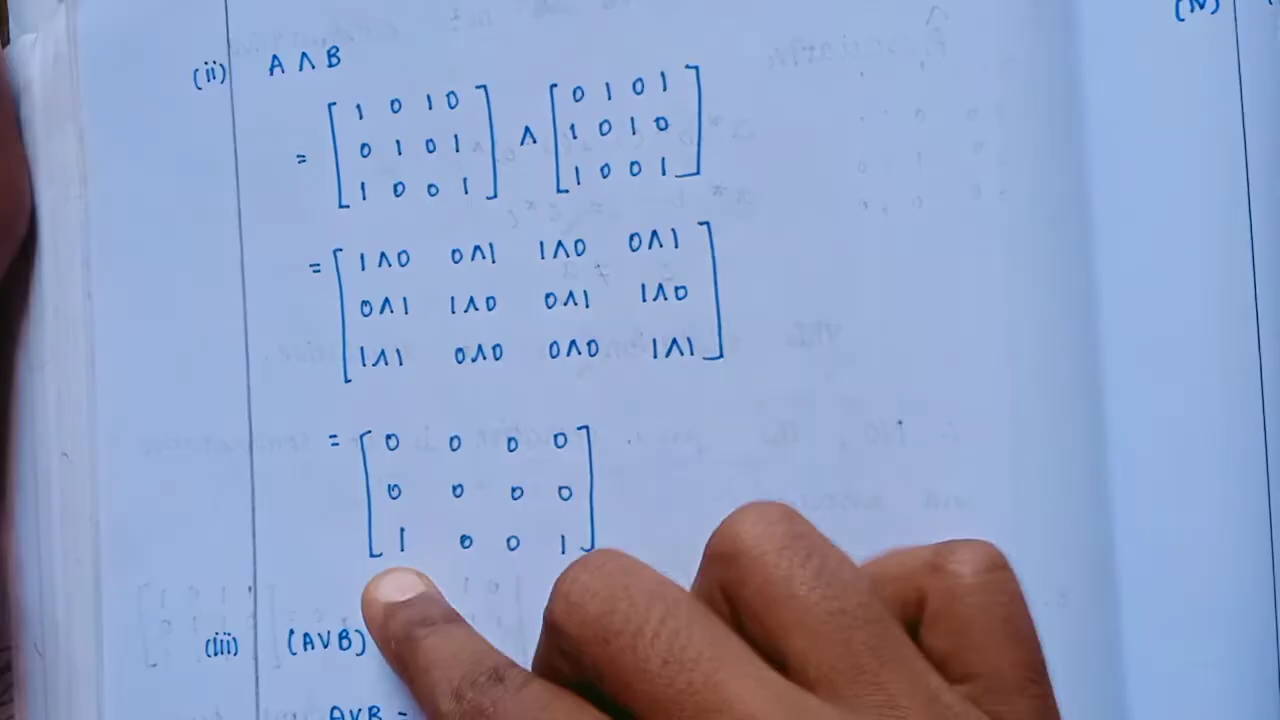 (iv)
(ii) A ∧ B
= [ 1 0 1 0 ] ∧ [ 0 1 0 1 ]
0 1 0 1 1 0 1 0
1 0 0 1 1 0 0 1
= [ 1∧0 0∧1 1∧0 0∧1 ]
0∧1 1∧0 0∧1 1∧0
1∧1 0∧0 0∧0 1∧1
= [ 0 0 0 0 ]
0 0 0 0
1 0 0 1
(iii) (A∨B)
A∨B =